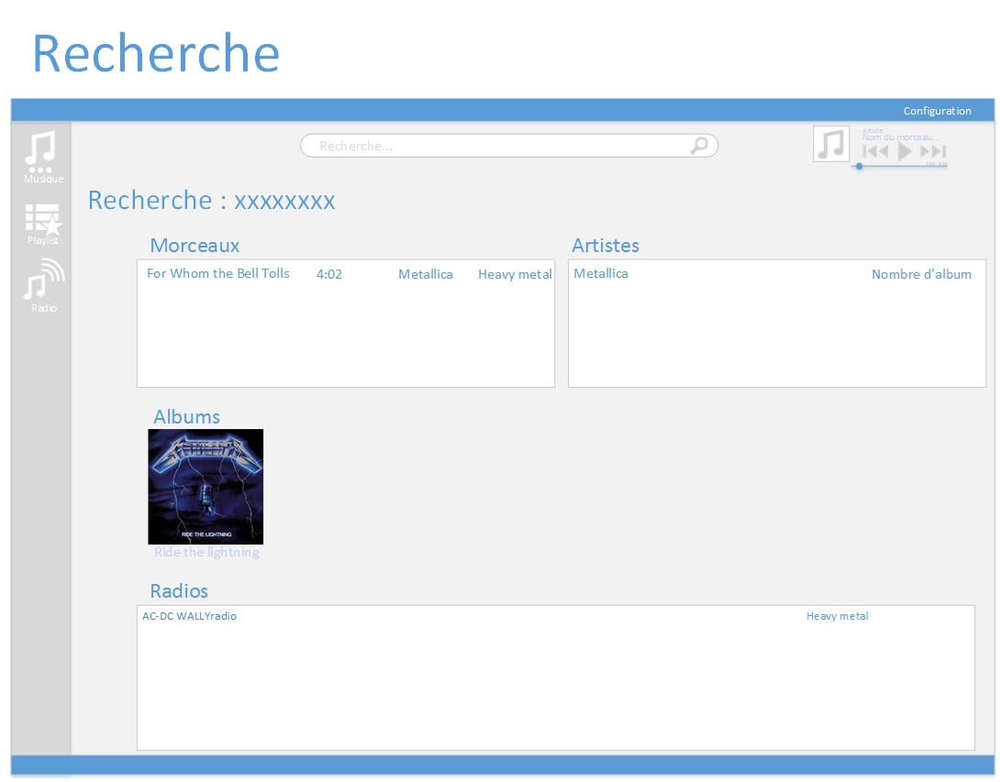 Recherche
Configuration
Recherche...
Artiste
Nom du morceau...
Musique
Playlist
Radio
Recherche : xxxxxxxx
Morceaux
For Whom the Bell Tolls 4:02 Metallica Heavy metal
Artistes
Metallica Nombre d’album
Albums
METALLICA
RIDE THE LIGHTNING
Ride the lightning
Radios
AC-DC WALLYradio Heavy metal